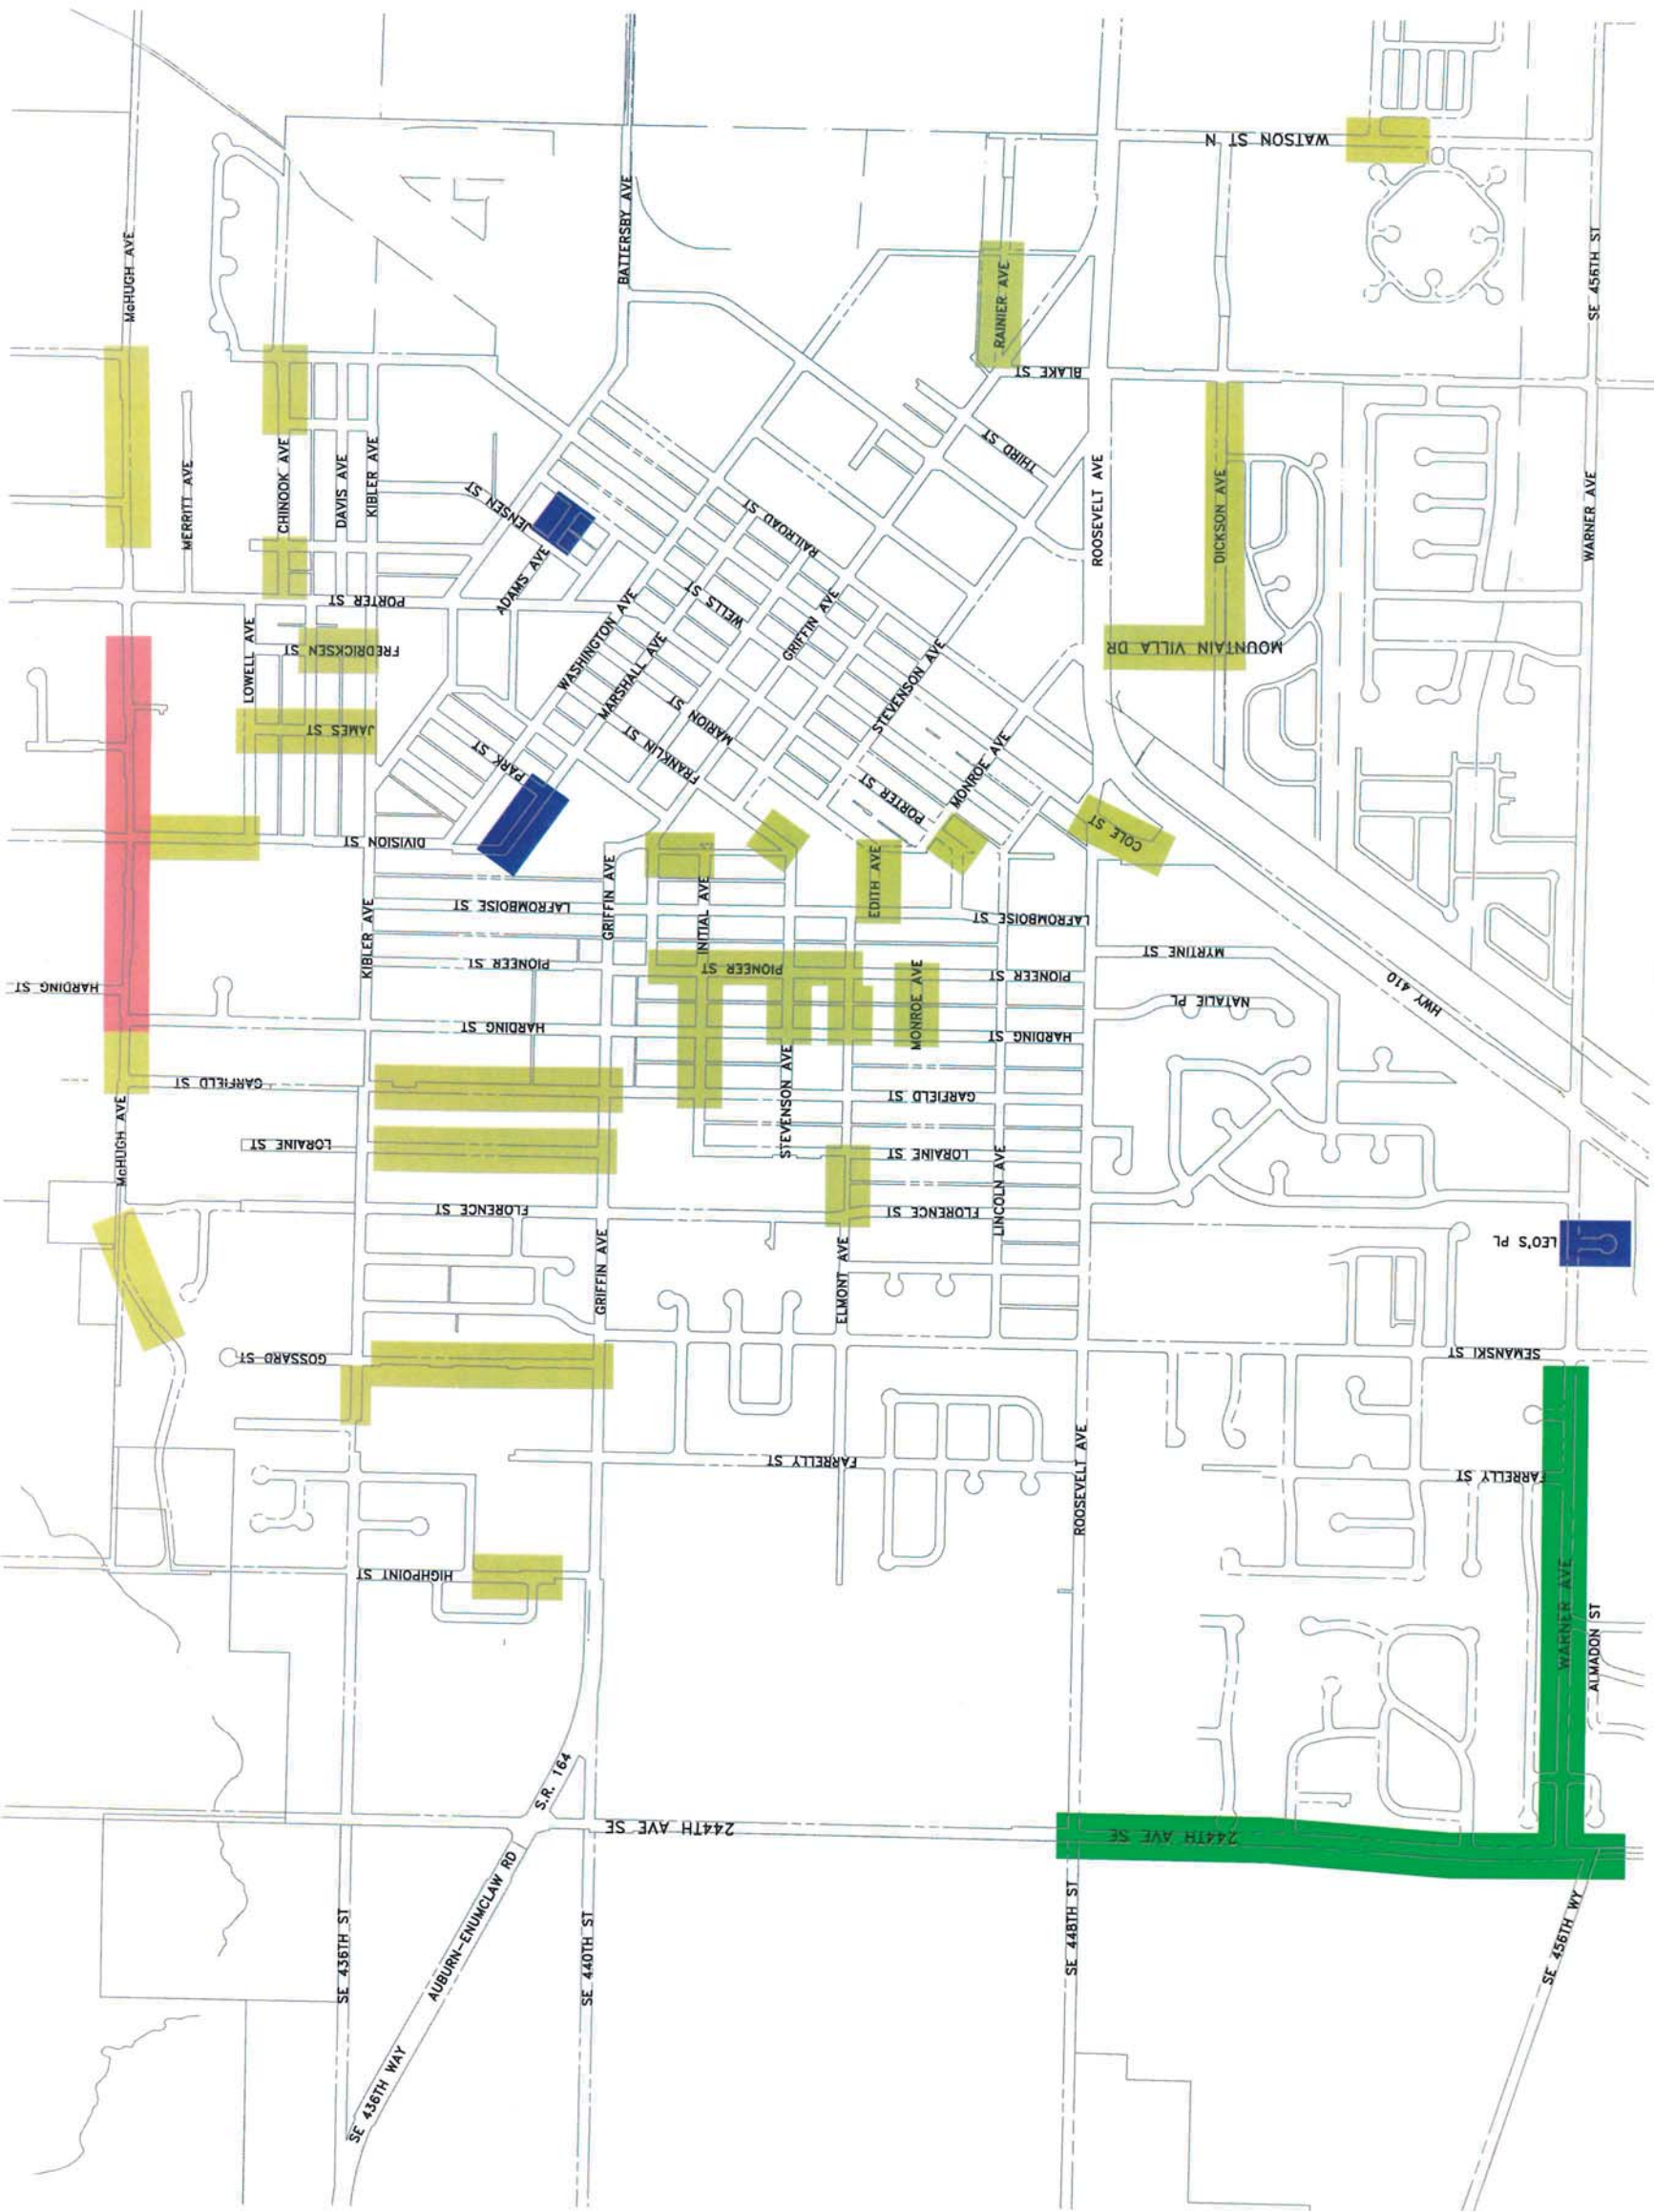 WATSON ST N
McHUGH AVE
BATTERSBY AVE
SE 456TH ST
RAINIER AVE
BLAKE ST
MERRITT AVE
CHINOOK AVE
DAVIS AVE
KIBLER AVE
JENSEN ST
THIRD ST
ROOSEVELT AVE
DICKSON AVE
WARNER AVE
RAILROAD ST
ADAMS AVE
PORTER ST
WELLS ST
GRIFFIN AVE
WASHINGTON AVE
LOWELL AVE
FREDRICKSEN ST
MARSHALL AVE
STEVENSON AVE
MOUNTAIN VILLA DR
JAMES ST
MARION ST
FRANKLIN ST
PARK ST
MONROE AVE
PORTER ST
COLE ST
DIVISION ST
EDITH AVE
GRIFFIN AVE
INITIAL AVE
LAFROMBOISE ST
LAFROMBOISE ST
KIBLER AVE
PIONEER ST
PIONEER ST
PIONEER ST
MYRTINE ST
HARDING ST
MONROE AVE
NATALIE PL
HWY 410
HARDING ST
HARDING ST
GARFIELD ST
STEVENSON AVE
GARFIELD ST
McHUGH AVE
LORAINE ST
LORAINE ST
LINCOLN AVE
FLORENCE ST
FLORENCE ST
LEO'S PL
GRIFFIN AVE
ELMONT AVE
GOSSARD ST
SEMANSKI ST
FARRELLY ST
ROOSEVELT AVE
FARRELLY ST
HIGHPOINT ST
WARNER AVE
ALMADON ST
S.R. 164
244TH AVE SE
244TH AVE SE
SE 436TH ST
AUBURN-ENUMCLAW RD
SE 440TH ST
SE 448TH ST
SE 456TH WY
SE 436TH WAY